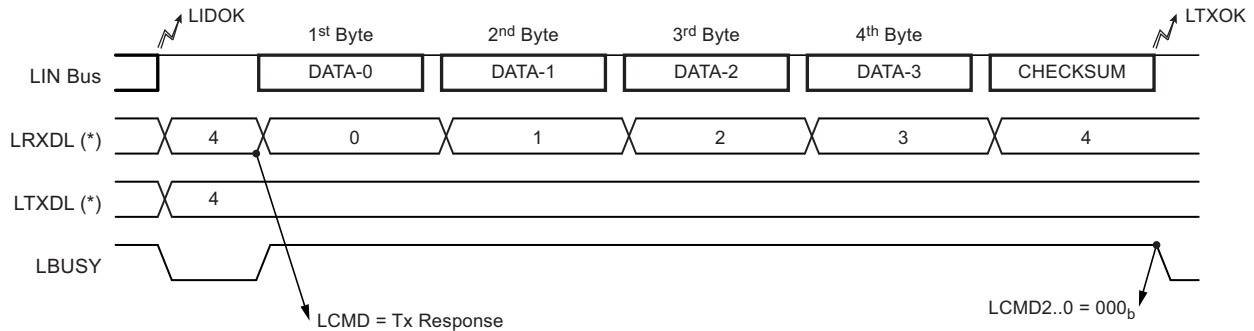 LIDOK
LTXOK
1st Byte
2nd Byte
3rd Byte
4th Byte
LIN Bus
DATA-0
DATA-1
DATA-2
DATA-3
CHECKSUM
LRXDL (*)
4
0
1
2
3
4
LTXDL (*)
4
LBUSY
LCMD = Tx Response
LCMD2..0 = 000b